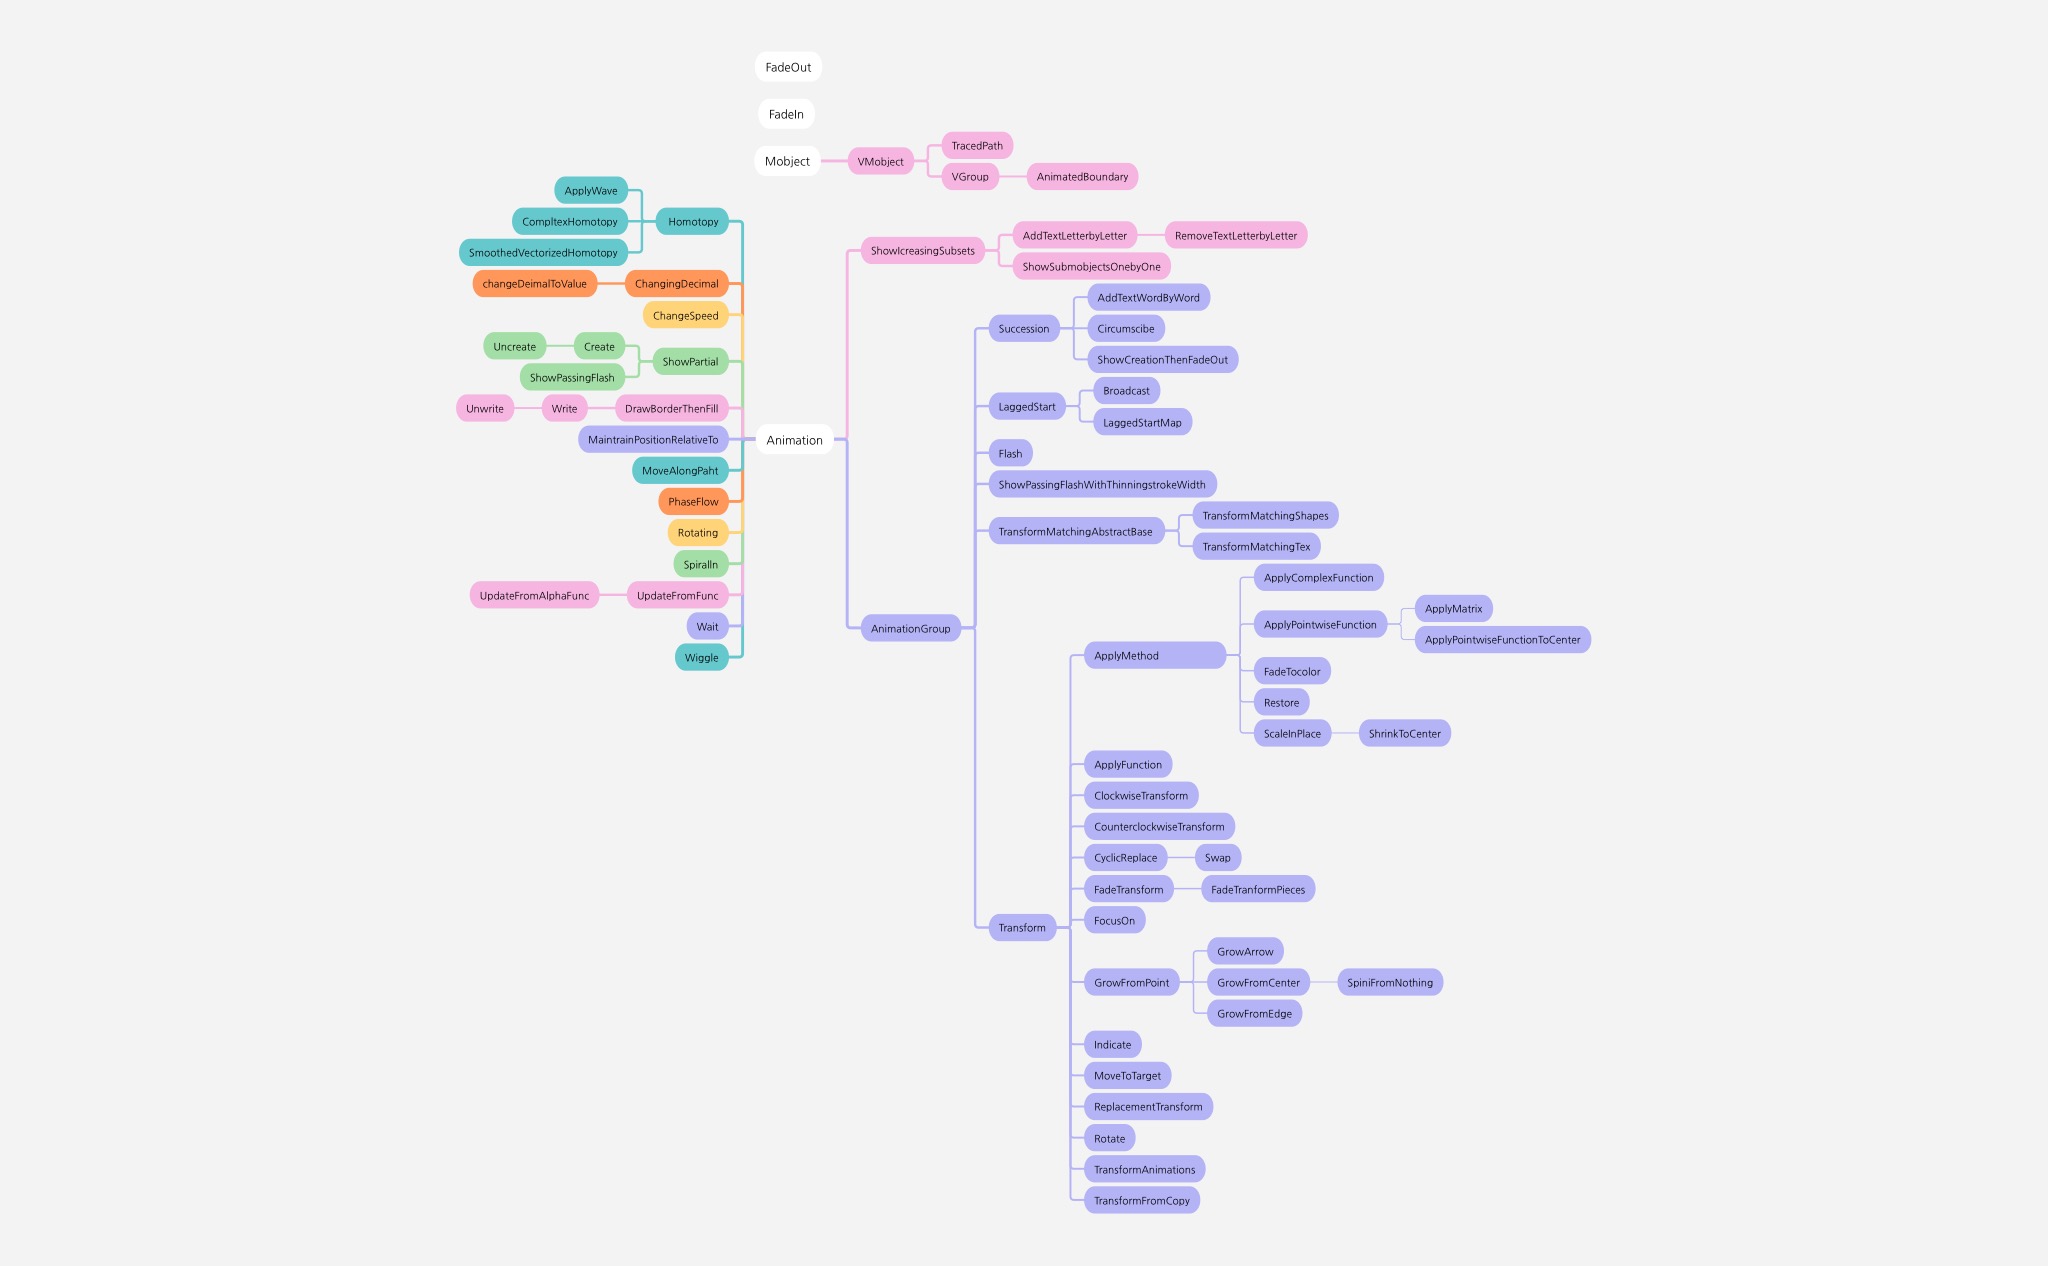 FadeOut
FadeIn
Mobject
VMobject
TracedPath
VGroup
AnimatedBoundary
ApplyWave
CompltexHomotopy
SmoothedVectorizedHomotopy
Homotopy
changeDeimalToValue
ChangingDecimal
ChangeSpeed
Uncreate
Create
ShowPassingFlash
ShowPartial
Unwrite
Write
DrawBorderThenFill
MaintrainPositionRelativeTo
MoveAlongPaht
PhaseFlow
Rotating
SpiralIn
UpdateFromAlphaFunc
UpdateFromFunc
Wait
Wiggle
Animation
ShowIcreasingSubsets
AddTextLetterbyLetter
RemoveTextLetterbyLetter
ShowSubmobjectsOnebyOne
AnimationGroup
Succession
AddTextWordByWord
Circumscibe
ShowCreationThenFadeOut
LaggedStart
Broadcast
LaggedStartMap
Flash
ShowPassingFlashWithThinningstrokeWidth
TransformMatchingAbstractBase
TransformMatchingShapes
TransformMatchingTex
Transform
ApplyMethod
ApplyComplexFunction
ApplyPointwiseFunction
ApplyMatrix
ApplyPointwiseFunctionToCenter
FadeTocolor
Restore
ScaleInPlace
ShrinkToCenter
ApplyFunction
ClockwiseTransform
CounterclockwiseTransform
CyclicReplace
Swap
FadeTransform
FadeTranformPieces
FocusOn
GrowFromPoint
GrowArrow
GrowFromCenter
SpiniFromNothing
GrowFromEdge
Indicate
MoveToTarget
ReplacementTransform
Rotate
TransformAnimations
TransformFromCopy